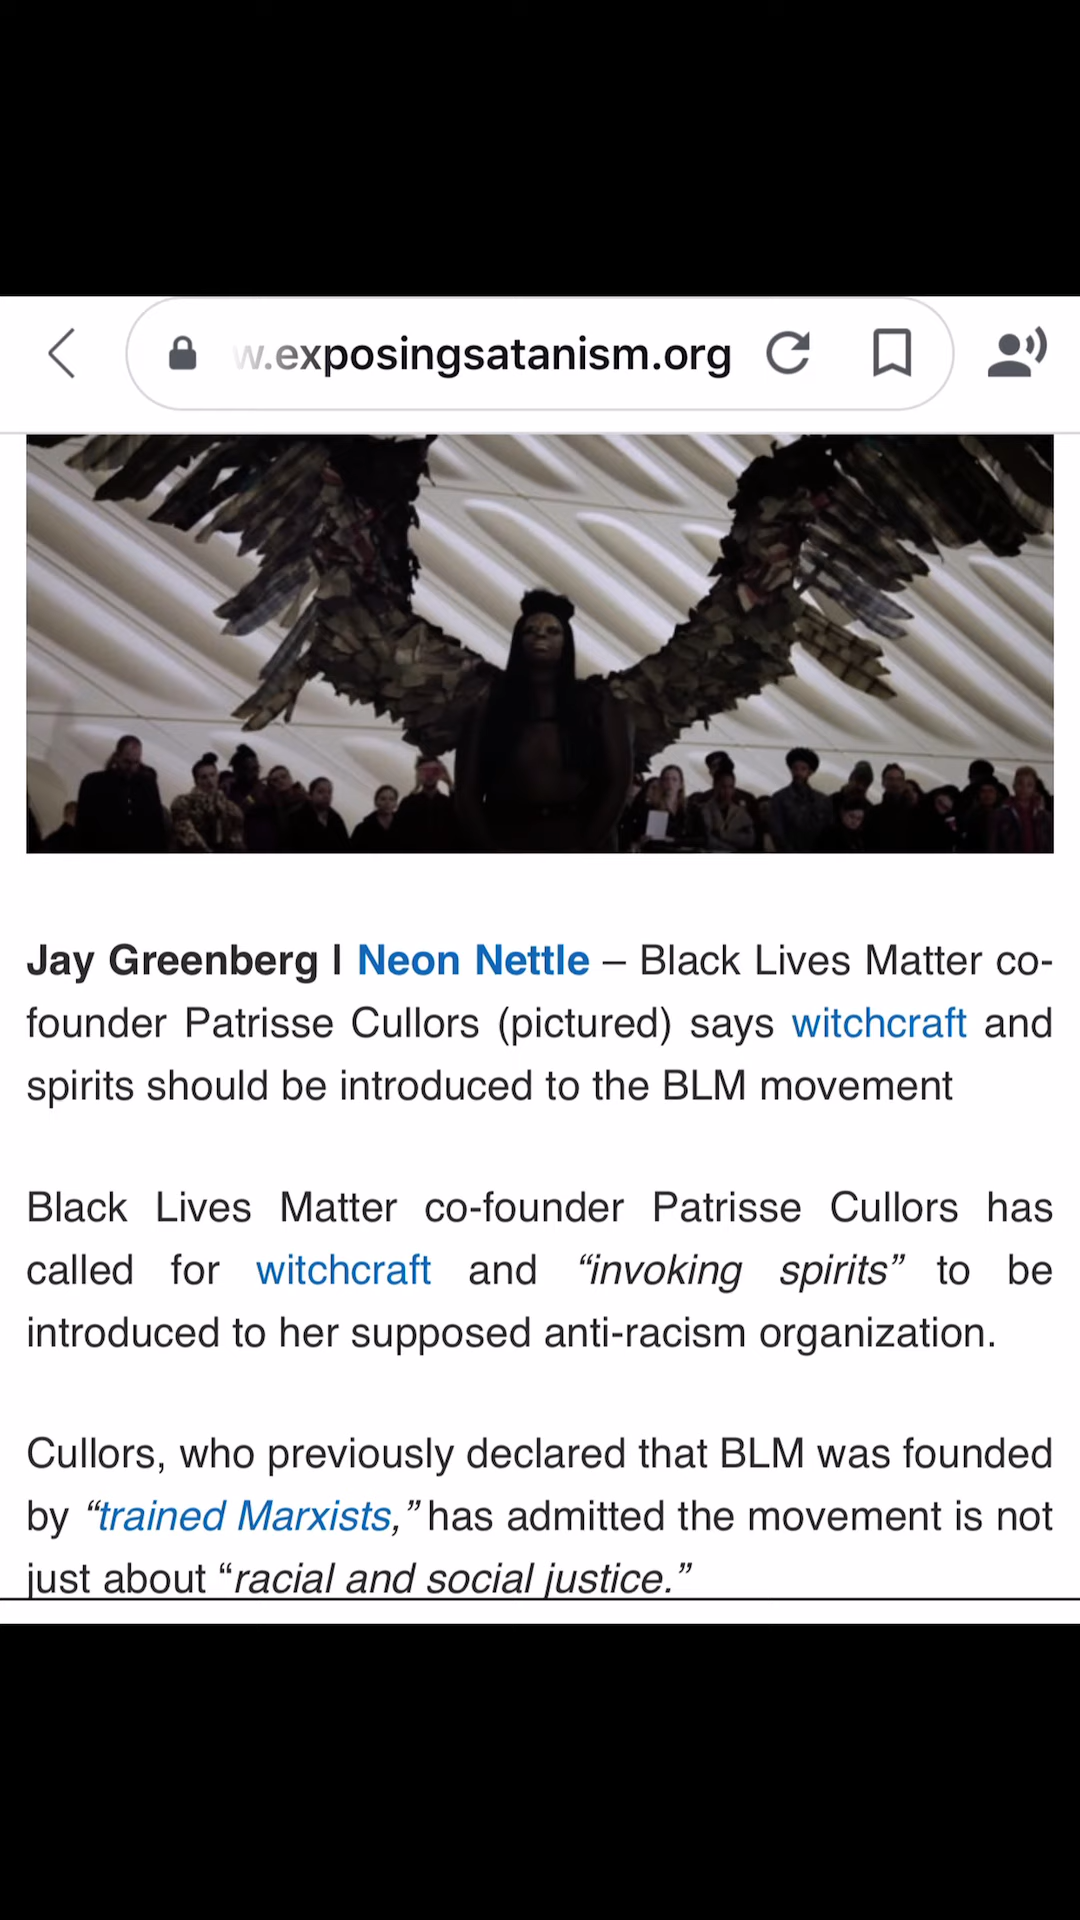 w.exposingsatanism.org
Jay Greenberg | Neon Nettle – Black Lives Matter co-
founder Patrisse Cullors (pictured) says witchcraft and
spirits should be introduced to the BLM movement
Black Lives Matter co-founder Patrisse Cullors has
called for witchcraft and “invoking spirits” to be
introduced to her supposed anti-racism organization.
Cullors, who previously declared that BLM was founded
by “trained Marxists,” has admitted the movement is not
just about “racial and social justice.”